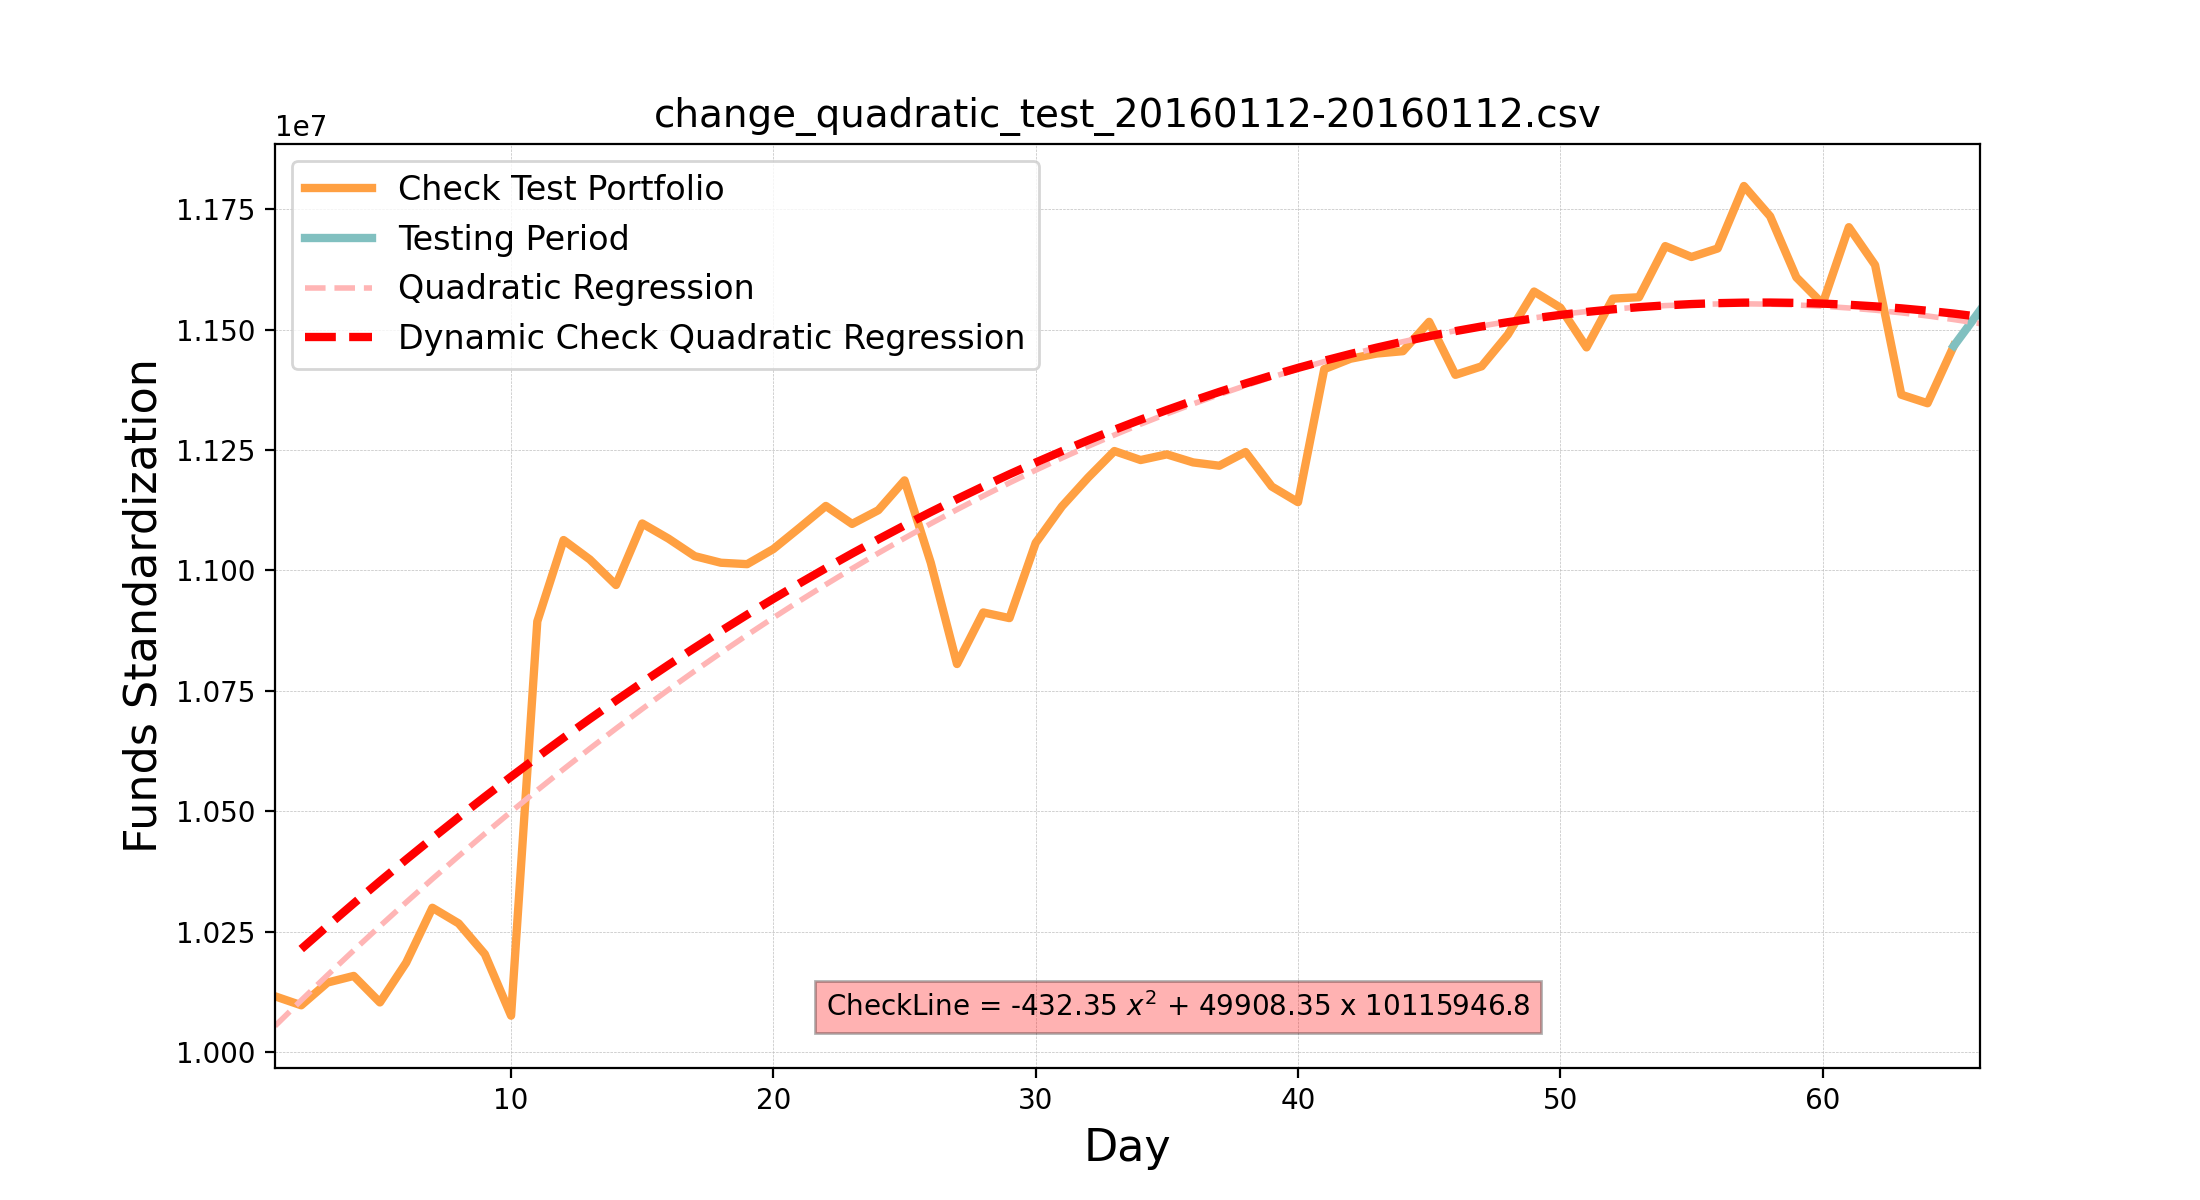 change_quadratic_test_20160112-20160112.csv
1e7
Check Test Portfolio
Testing Period
Quadratic Regression
Dynamic Check Quadratic Regression
1.175
1.150
1.125
1.100
1.075
1.050
1.025
1.000
Funds Standardization
CheckLine = -432.35 x² + 49908.35 x 10115946.8
10 20 30 40 50 60
Day